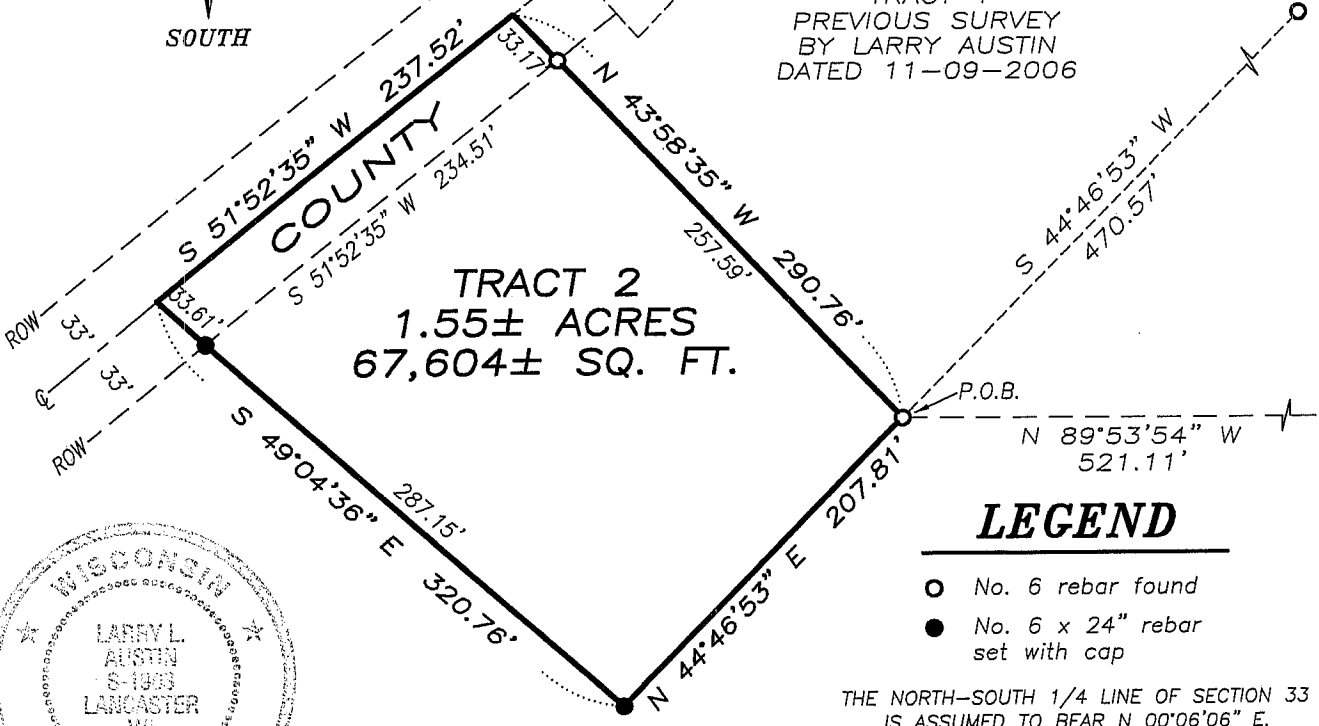 SOUTH
PREVIOUS SURVEY
BY LARRY AUSTIN
DATED 11-09-2006
S 51°52'35" W 237.52'
33.17'
COUNTY
S 51°52'35" W 234.51'
N 43°58'35" W 290.76'
257.59'
S 44°46'53" W
470.57'
TRACT 2
1.55± ACRES
67,604± SQ. FT.
33.61'
ROW
33'
℄
33'
ROW
P.O.B.
N 89°53'54" W
521.11'
S 49°04'36" E 320.76'
287.15'
N 44°46'53" E 207.81'
LEGEND
No. 6 rebar found
No. 6 x 24" rebar
set with cap
THE NORTH-SOUTH 1/4 LINE OF SECTION 33
IS ASSUMED TO BEAR N 00°06'06" E.
WISCONSIN
LARRY L.
AUSTIN
S-1903
LANCASTER